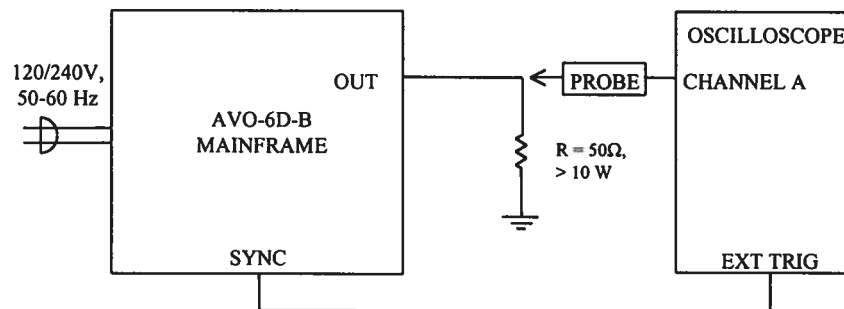 120/240V,
50-60 Hz
AVO-6D-B
MAINFRAME
OUT
SYNC
PROBE
R = 50Ω,
> 10 W
OSCILLOSCOPE
CHANNEL A
EXT TRIG